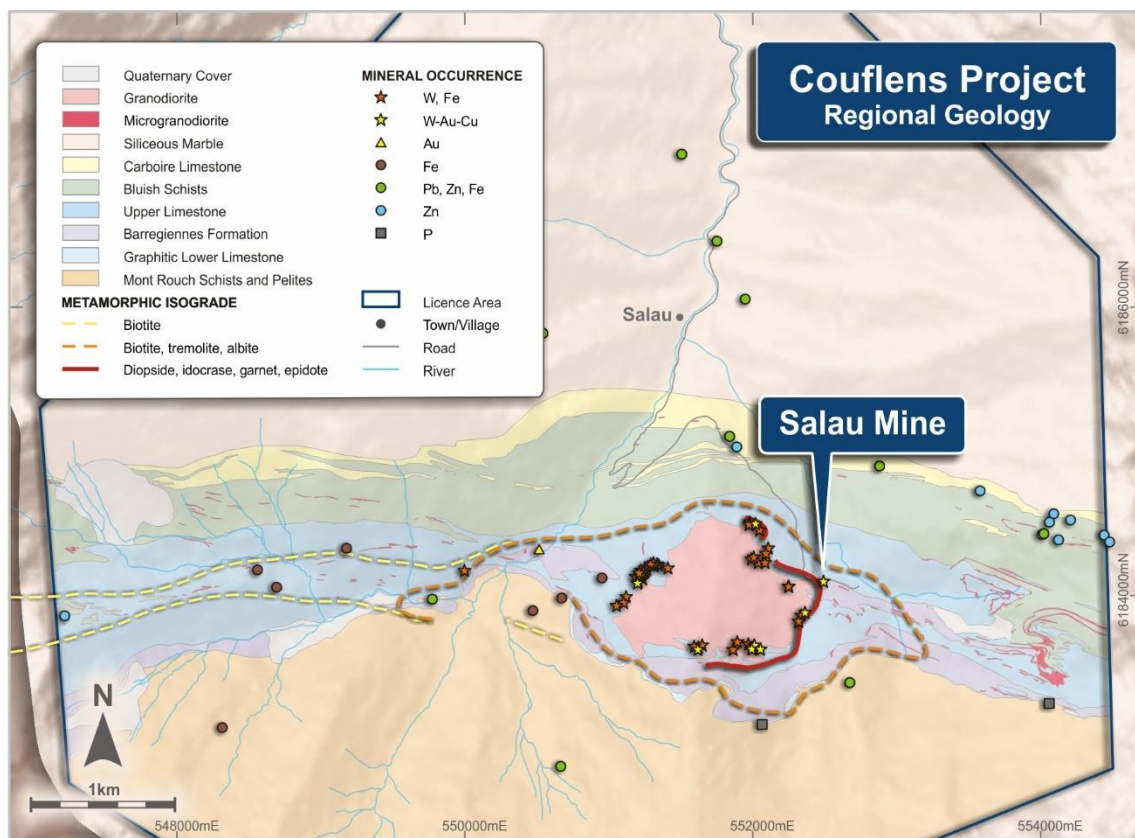 Couflens Project
Regional Geology
Quaternary Cover
Granodiorite
Microgranodiorite
Siliceous Marble
Carboire Limestone
Bluish Schists
Upper Limestone
Barregiennes Formation
Graphitic Lower Limestone
Mont Rouch Schists and Pelites
METAMORPHIC ISOGRADE
Biotite
Biotite, tremolite, albite
Diopside, idocrase, garnet, epidote
MINERAL OCCURRENCE
W, Fe
W-Au-Cu
Au
Fe
Pb, Zn, Fe
Zn
P
Licence Area
Town/Village
Road
River
Salau
Salau Mine
6186000mN
6184000mN
N
1km
548000mE
550000mE
552000mE
554000mE